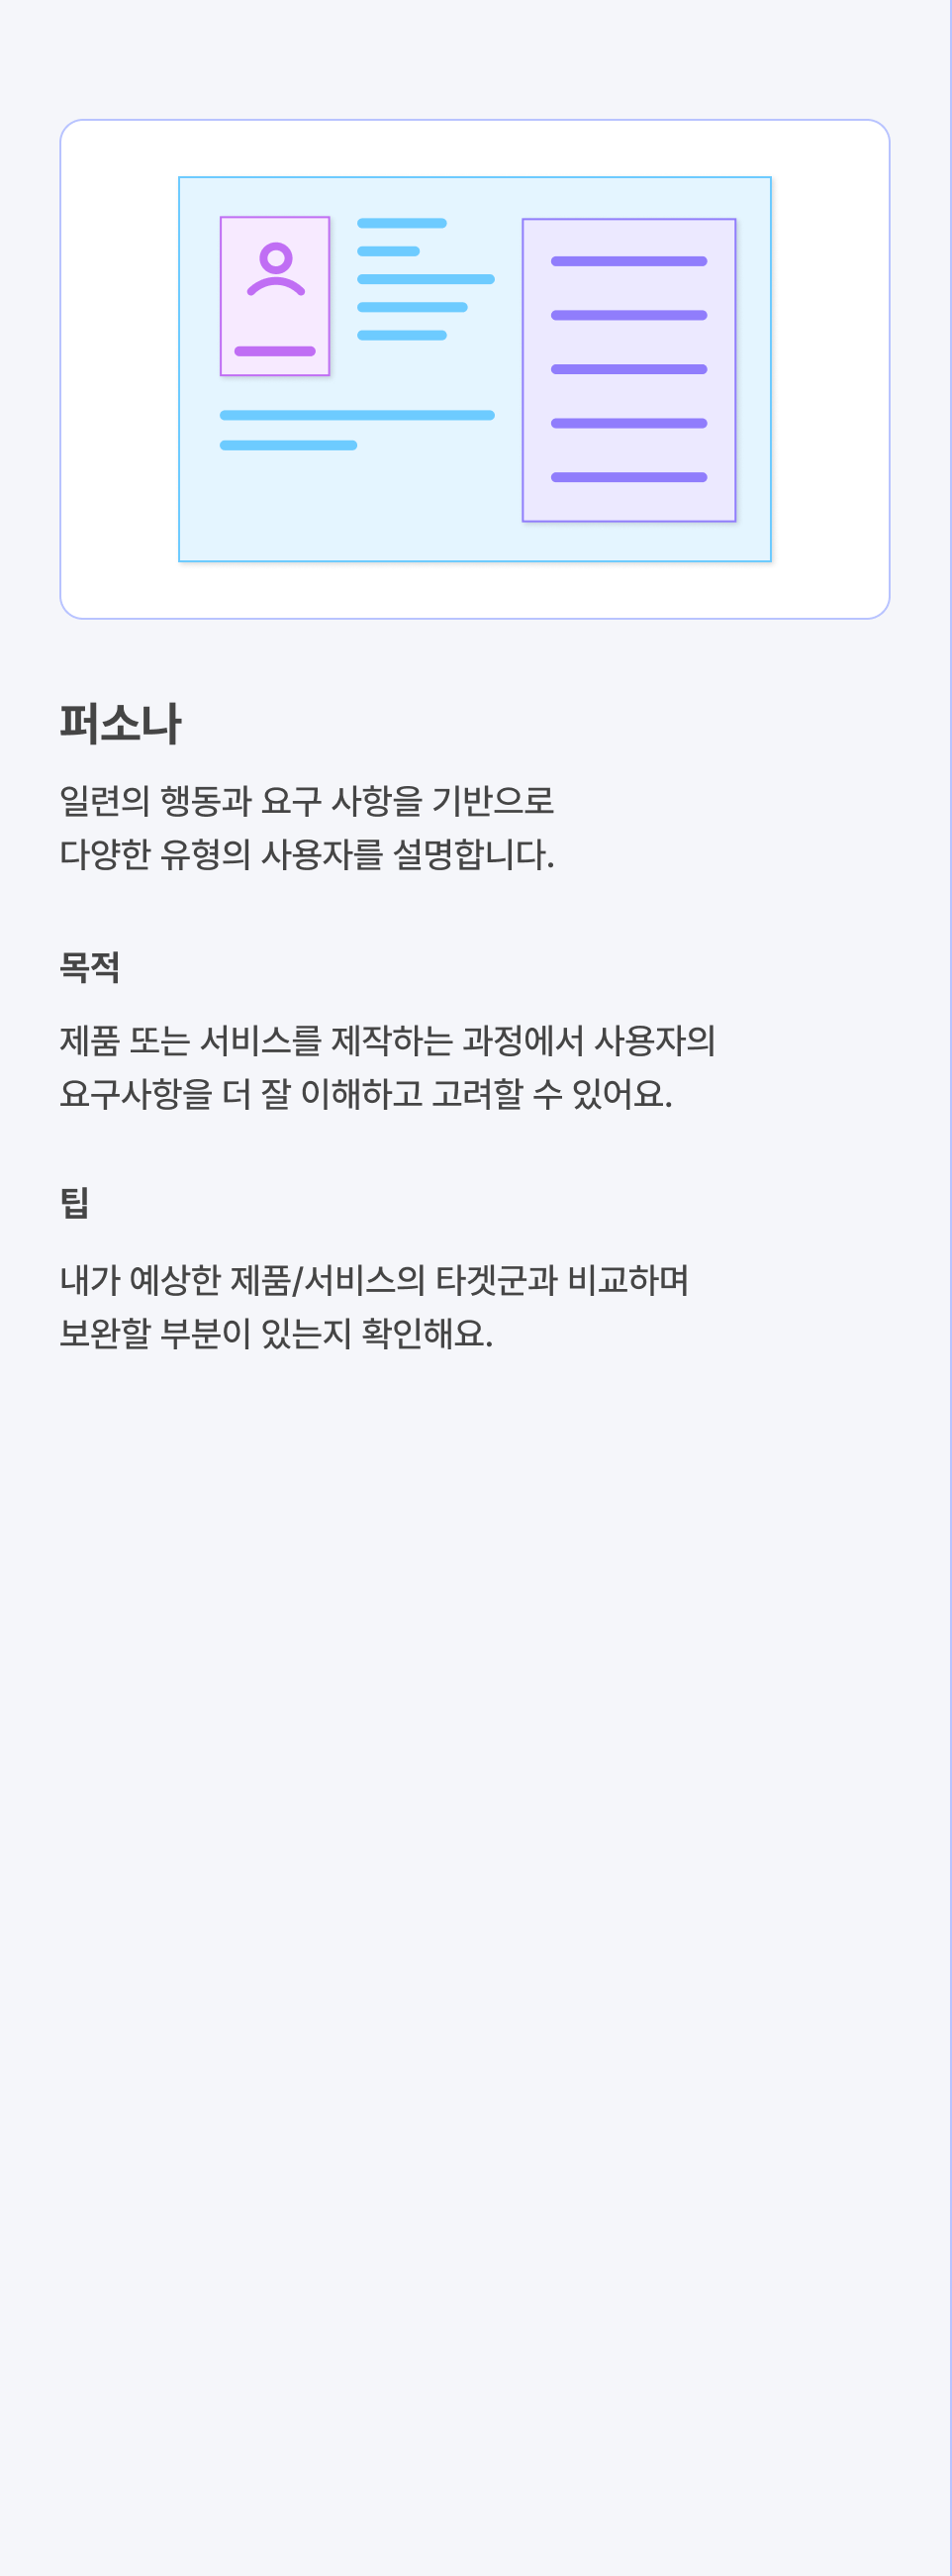 퍼소나
일련의 행동과 요구 사항을 기반으로
다양한 유형의 사용자를 설명합니다.
목적
제품 또는 서비스를 제작하는 과정에서 사용자의
요구사항을 더 잘 이해하고 고려할 수 있어요.
팁
내가 예상한 제품/서비스의 타겟군과 비교하며
보완할 부분이 있는지 확인해요.